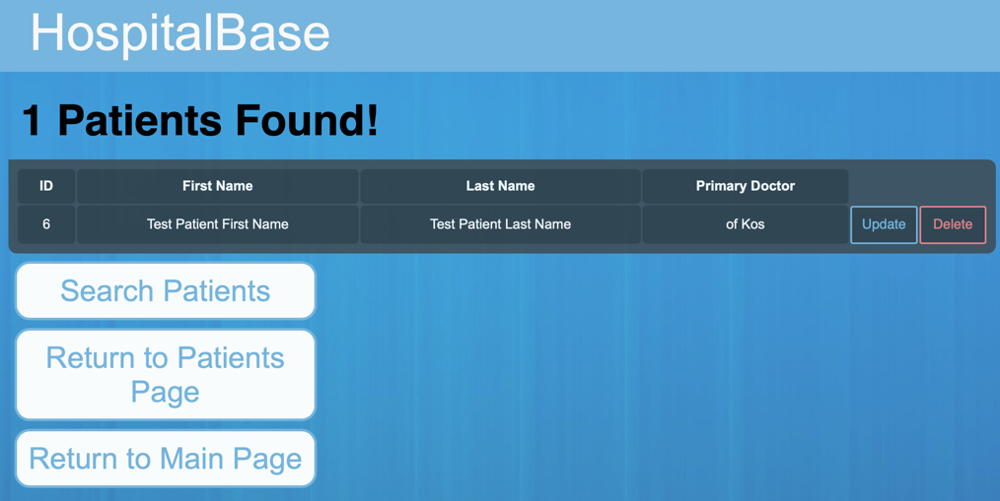 HospitalBase
1 Patients Found!
ID First Name Last Name Primary Doctor
6 Test Patient First Name Test Patient Last Name of Kos Update Delete
Search Patients
Return to Patients
Page
Return to Main Page